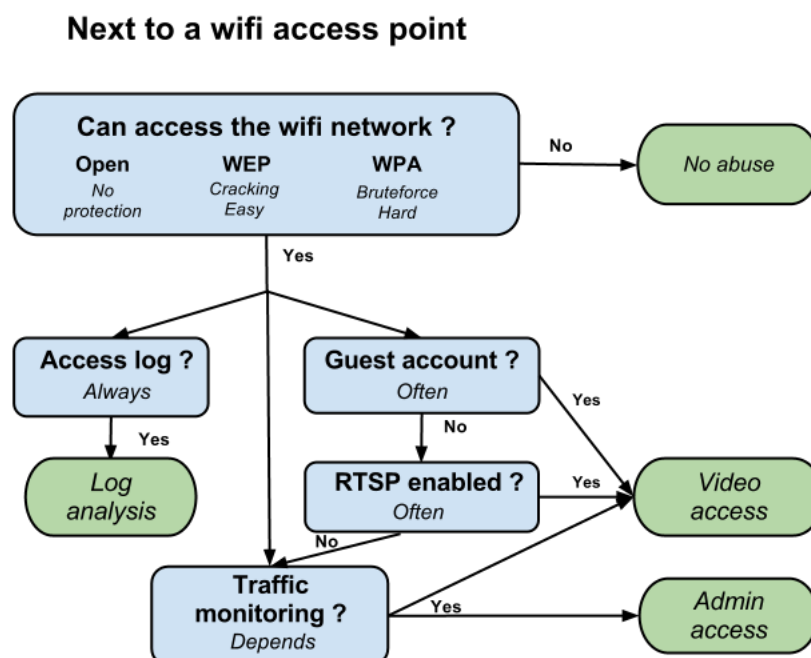 Next to a wifi access point
Can access the wifi network ?
Open
No
protection
WEP
Cracking
Easy
WPA
Bruteforce
Hard
No
No abuse
Yes
Access log ?
Always
Guest account ?
Often
Yes
Yes
No
Log
analysis
RTSP enabled ?
Often
Yes
Video
access
No
Traffic
monitoring ?
Depends
Yes
Admin
access